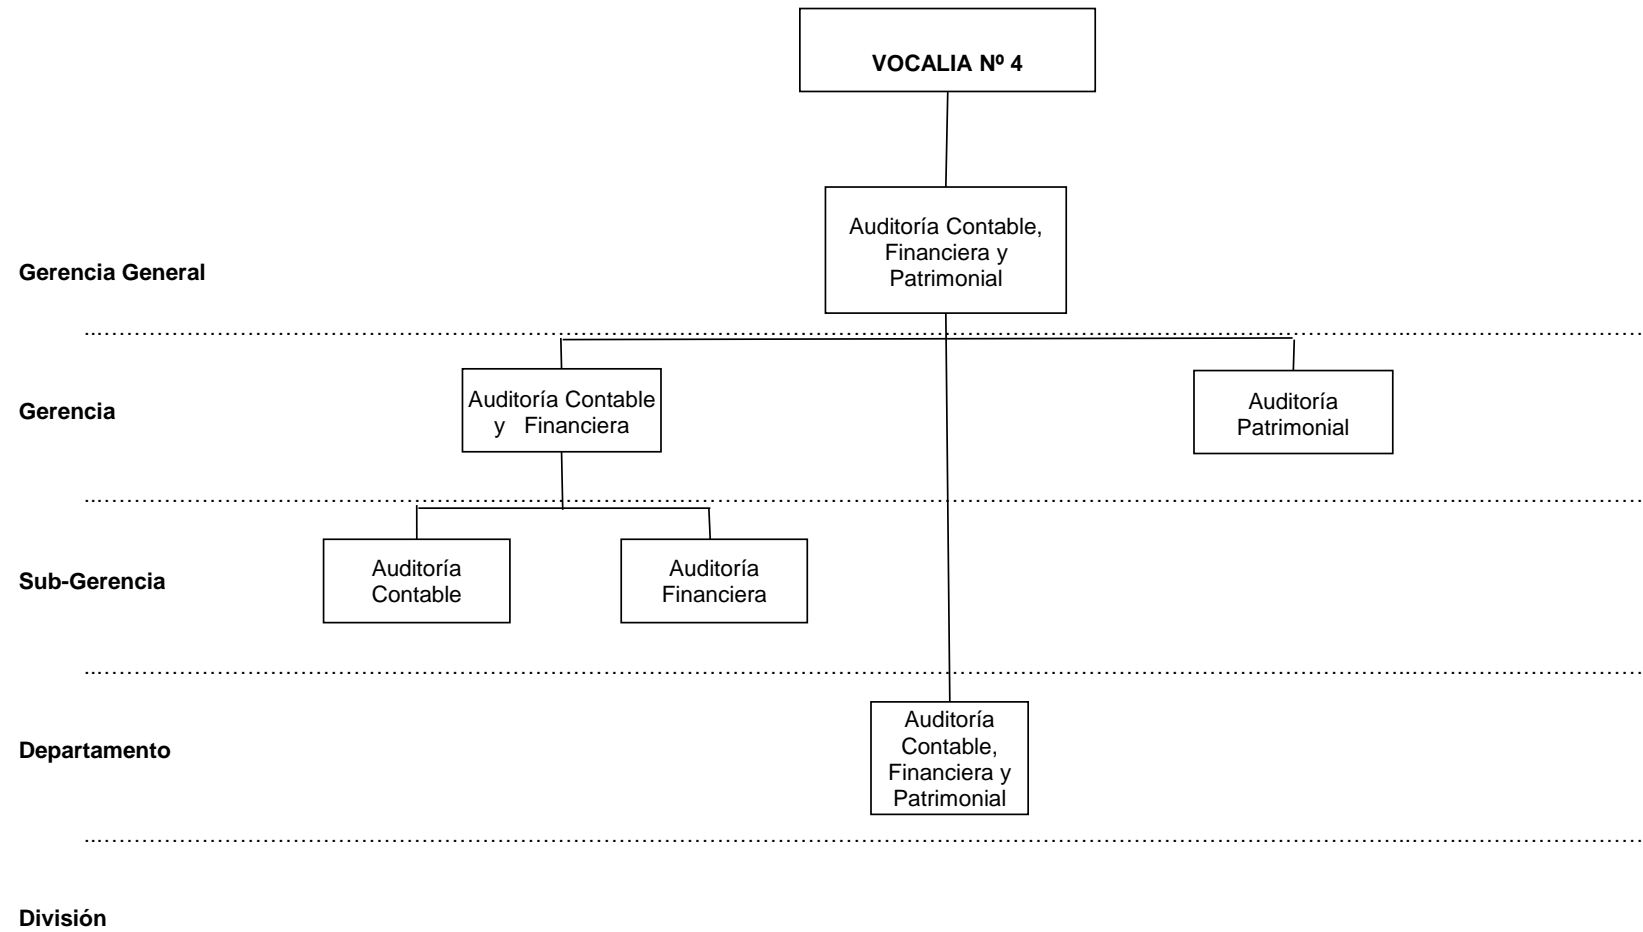 VOCALIA Nº 4
Auditoría Contable,
Financiera y
Patrimonial
Gerencia General
Auditoría Contable
y Financiera
Auditoría
Patrimonial
Gerencia
Auditoría
Contable
Auditoría
Financiera
Sub-Gerencia
Auditoría
Contable,
Financiera y
Patrimonial
Departamento
División